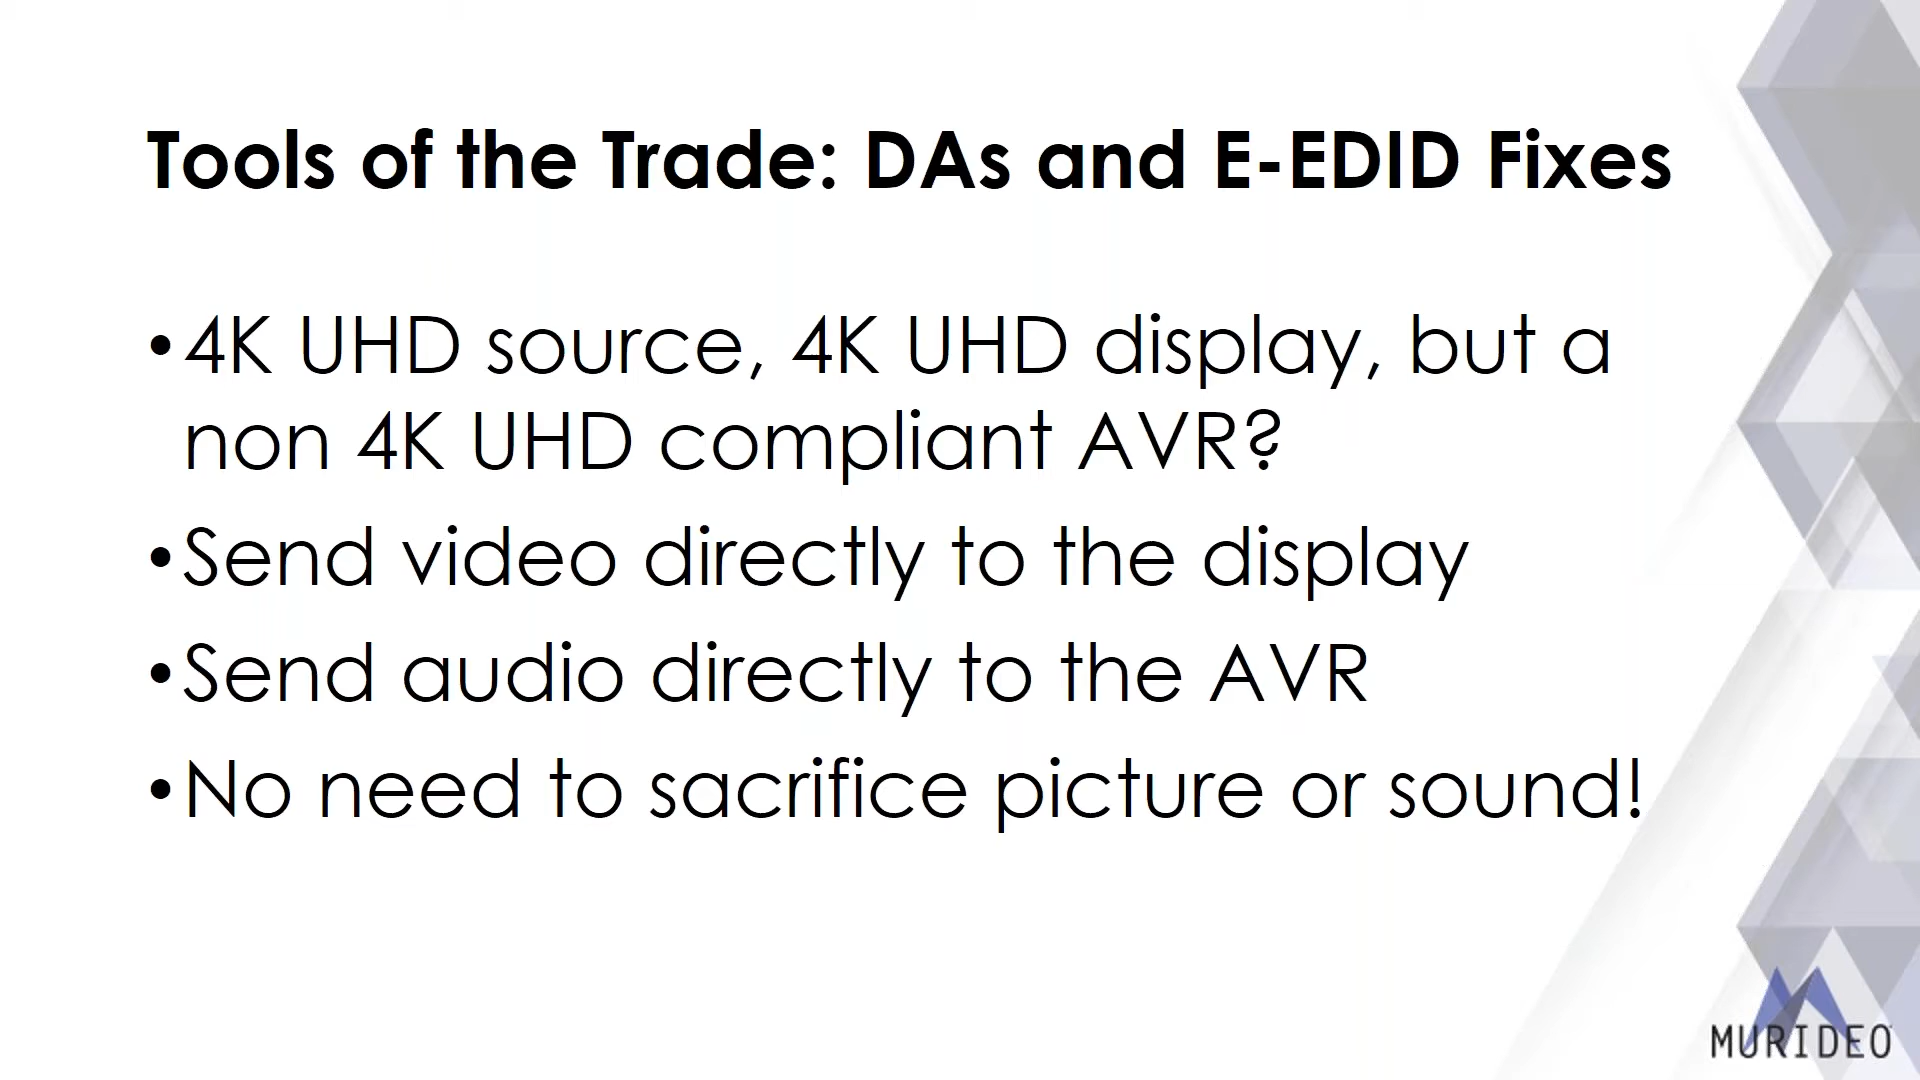 Tools of the Trade: DAs and E-EDID Fixes
•4K UHD source, 4K UHD display, but a
non 4K UHD compliant AVR?
•Send video directly to the display
•Send audio directly to the AVR
•No need to sacrifice picture or sound!
MURIDEO